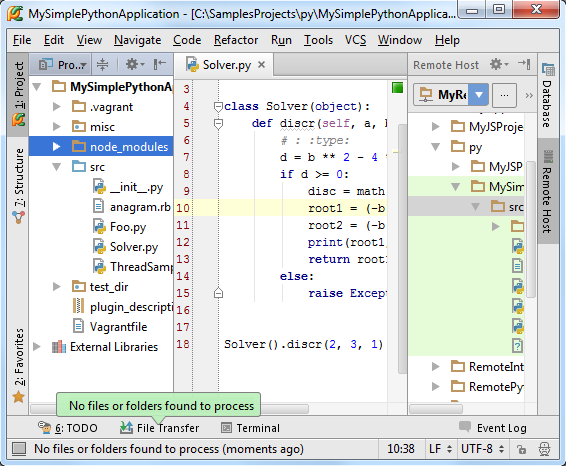 MySimplePythonApplication - [C:\SamplesProjects\py\MySimplePythonApplica...
File Edit View Navigate Code Refactor Run Tools VCS Window Help
1: Project
7: Structure
2: Favorites
Pro...
MySimplePythonA
.vagrant
misc
node_modules
src
__init__.py
anagram.rb
Foo.py
Solver.py
ThreadSamp
test_dir
plugin_descripti
Vagrantfile
External Libraries
Solver.py
3
4 class Solver(object):
5 def discr(self, a, b
6 # : :type:
7 d = b ** 2 - 4
8 if d >= 0:
9 disc = math
10 root1 = (-b
11 root2 = (-b
12 print(root1,
13 return root
14 else:
15 raise Except
16
17
18 Solver().discr(2, 3, 1)
Remote Host
MyRe
...
MyJSProje
py
MyJSP
MySim
src
RemoteInt
RemotePy
Database
Remote Host
No files or folders found to process
6: TODO File Transfer Terminal Event Log
No files or folders found to process (moments ago) 10:38 LF UTF-8